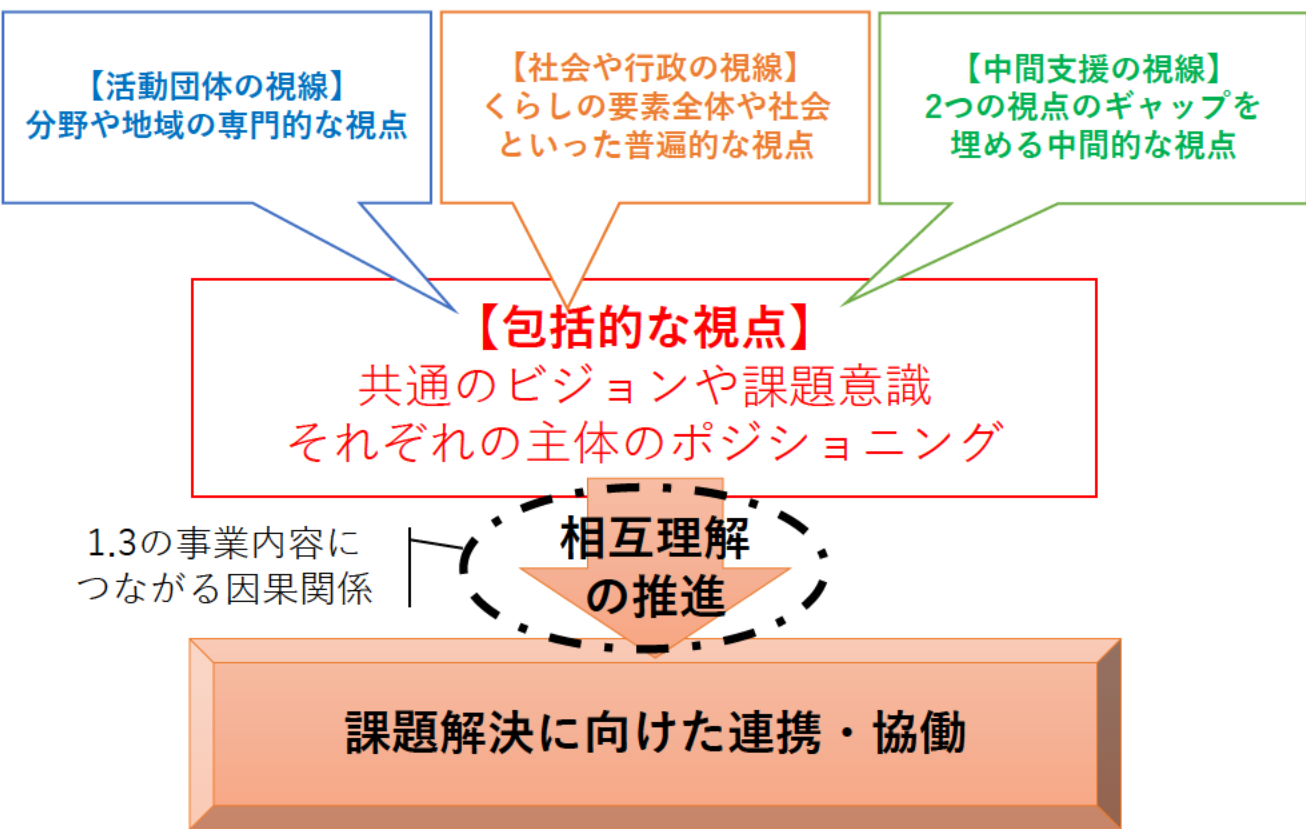 【活動団体の視線】
分野や地域の専門的な視点
【社会や行政の視線】
くらしの要素全体や社会
といった普遍的な視点
【中間支援の視線】
2つの視点のギャップを
埋める中間的な視点
【包括的な視点】
共通のビジョンや課題意識
それぞれの主体のポジショニング
相互理解
の推進
1.3の事業内容に
つながる因果関係
課題解決に向けた連携・協働